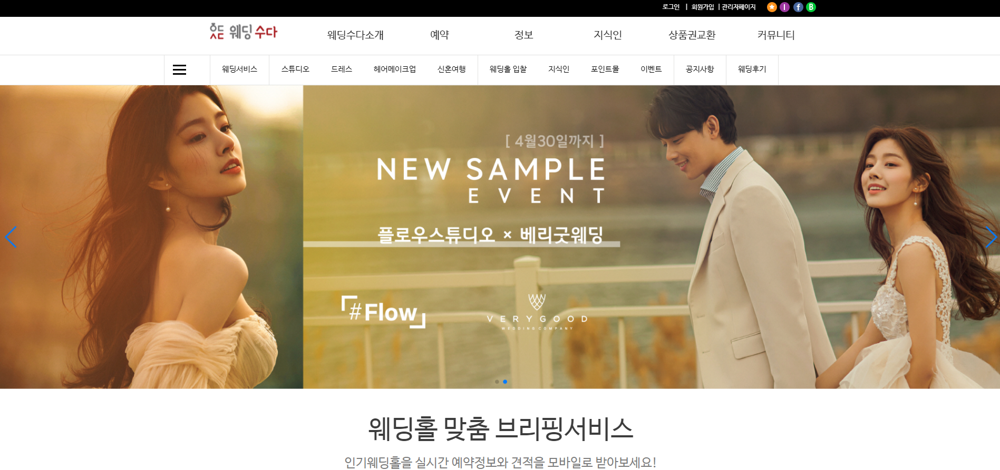 로그인 | 회원가입 | 관리자페이지
I f B
웨딩 수다
웨딩수다소개 예약 정보 지식인 상품권교환 커뮤니티
웨딩서비스 스튜디오 드레스 헤어메이크업 신혼여행 웨딩홀 입찰 지식인 포인트몰 이벤트 공지사항 웨딩후기
[ 4월30일까지 ]
NEW SAMPLE
EVENT
플로우스튜디오 × 베리굿웨딩
#Flow
VERYGOOD
WEDDING COMPANY
웨딩홀 맞춤 브리핑서비스
인기웨딩홀을 실시간 예약정보와 견적을 모바일로 받아보세요!